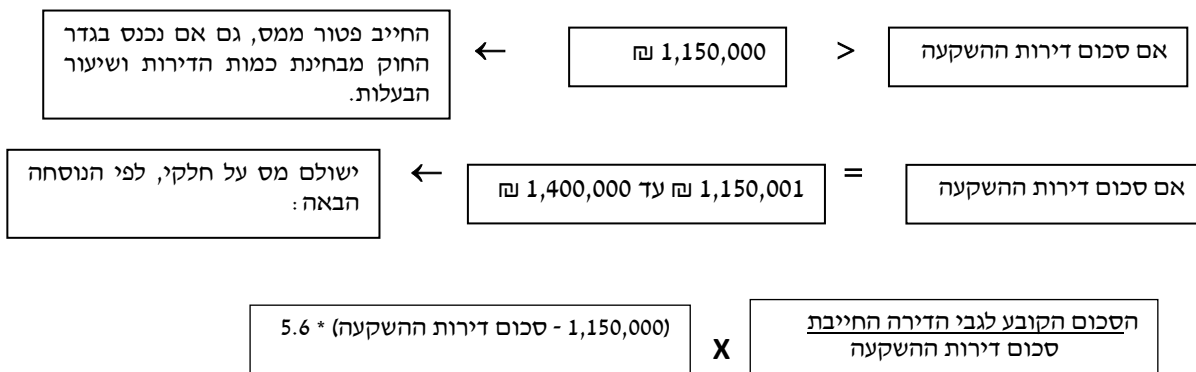 אם סכום דירות ההשקעה > 1,150,000 ₪ ← החייב פטור ממס, גם אם נכנס בגדר
החוק מבחינת כמות הדירות ושיעור
הבעלות.
אם סכום דירות ההשקעה = 1,150,001 ₪ עד 1,400,000 ₪ ← ישולם מס על חלקי, לפי הנוסחה
הבאה:
הסכום הקובע לגבי הדירה החייבת
סכום דירות ההשקעה
X
(1,150,000 - סכום דירות ההשקעה) * 5.6